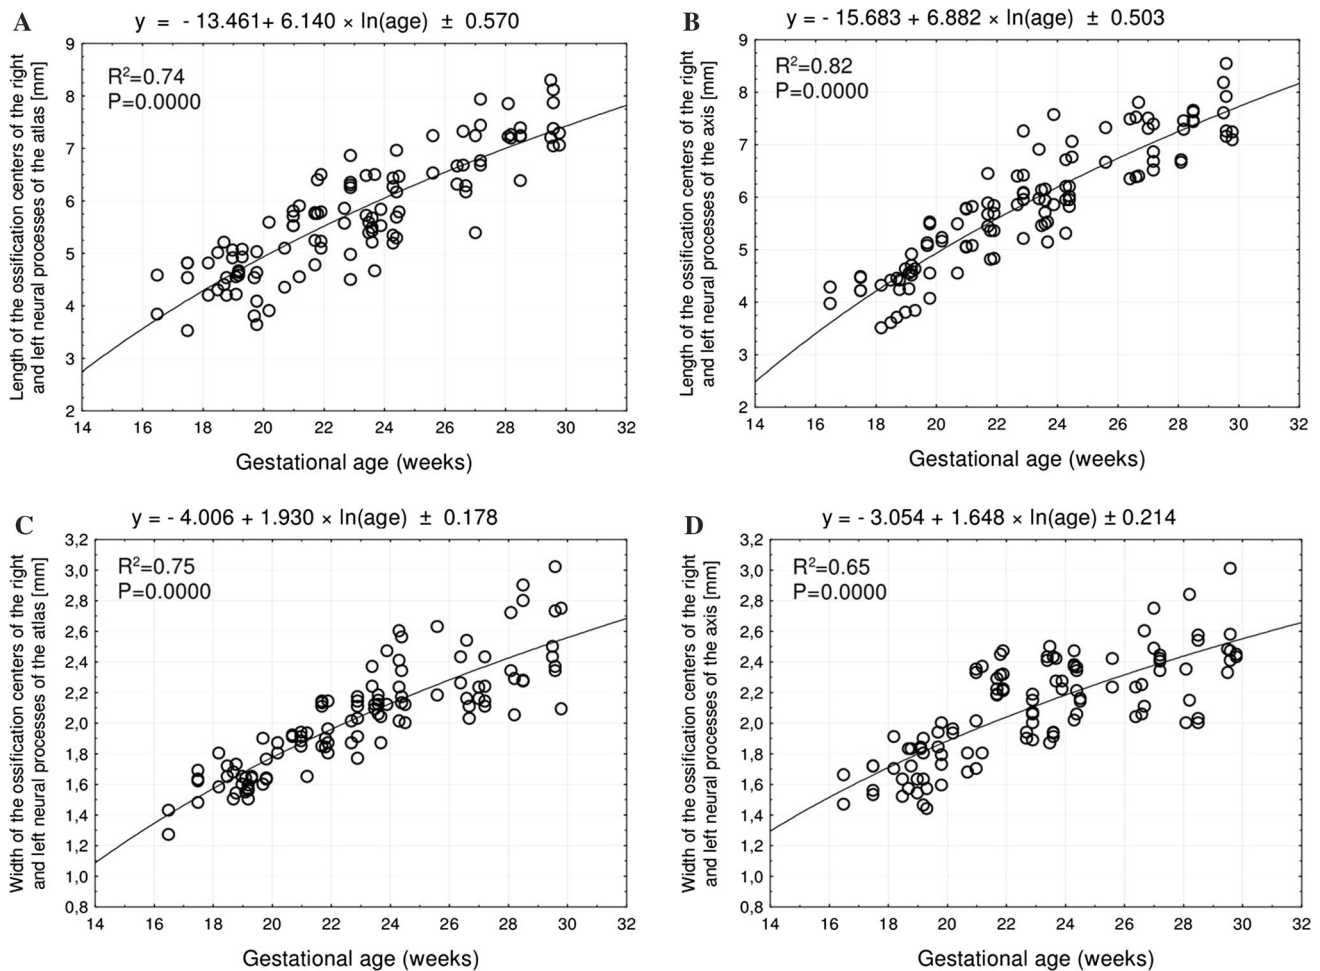 A
y = - 13.461+ 6.140 × ln(age) ± 0.570
R²=0.74
P=0.0000
Length of the ossification centers of the right
and left neural processes of the atlas [mm]
9
8
7
6
5
4
3
2
14 16 18 20 22 24 26 28 30 32
Gestational age (weeks)
B
y = - 15.683 + 6.882 × ln(age) ± 0.503
R²=0.82
P=0.0000
Length of the ossification centers of the right
and left neural processes of the axis [mm]
9
8
7
6
5
4
3
2
14 16 18 20 22 24 26 28 30 32
Gestational age (weeks)
C
y = - 4.006 + 1.930 × ln(age) ± 0.178
R²=0.75
P=0.0000
Width of the ossification centers of the right
and left neural processes of the atlas [mm]
3,2
3,0
2,8
2,6
2,4
2,2
2,0
1,8
1,6
1,4
1,2
1,0
0,8
14 16 18 20 22 24 26 28 30 32
Gestational age (weeks)
D
y = - 3.054 + 1.648 × ln(age) ± 0.214
R²=0.65
P=0.0000
Width of the ossification centers of the right
and left neural processes of the axis [mm]
3,2
3,0
2,8
2,6
2,4
2,2
2,0
1,8
1,6
1,4
1,2
1,0
0,8
14 16 18 20 22 24 26 28 30 32
Gestational age (weeks)